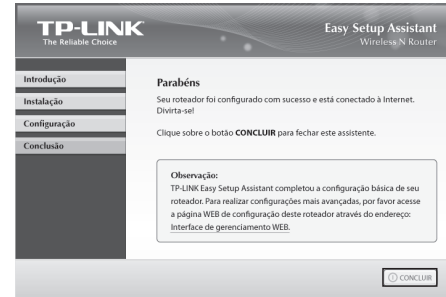 TP-LINK
The Reliable Choice
Easy Setup Assistant
Wireless N Router
Introdução
Instalação
Configuração
Conclusão
Parabéns
Seu roteador foi configurado com sucesso e está conectado à Internet.
Divirta-se!
Clique sobre o botão CONCLUIR para fechar este assistente.
Observação:
TP-LINK Easy Setup Assistant completou a configuração básica de seu
roteador. Para realizar configurações mais avançadas, por favor acesse
a página WEB de configuração deste roteador através do endereço:
Interface de gerenciamento WEB.
CONCLUIR